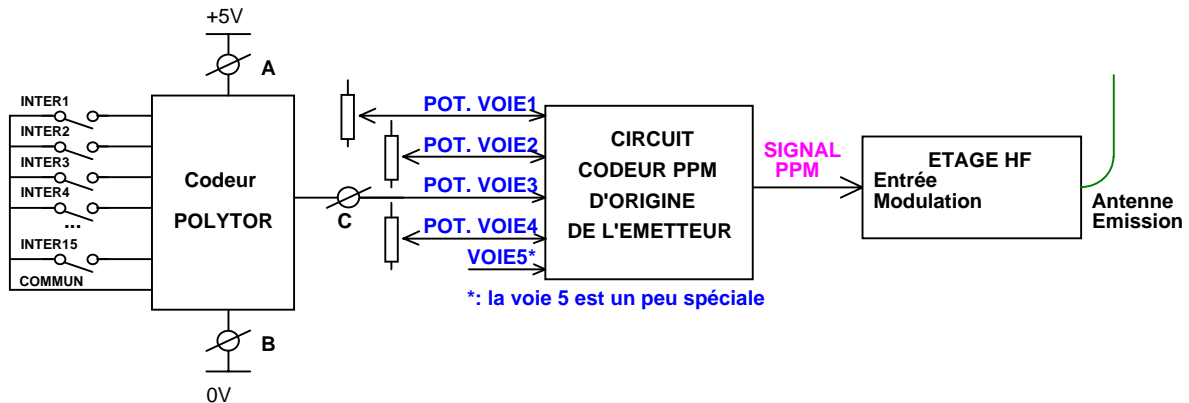 +5V
A
INTER1
INTER2
INTER3
INTER4
...
INTER15
COMMUN
Codeur
POLYTOR
B
0V
C
POT. VOIE1
POT. VOIE2
POT. VOIE3
POT. VOIE4
VOIE5*
*: la voie 5 est un peu spéciale
CIRCUIT
CODEUR PPM
D'ORIGINE
DE L'EMETTEUR
SIGNAL
PPM
ETAGE HF
Entrée
Modulation
Antenne
Emission